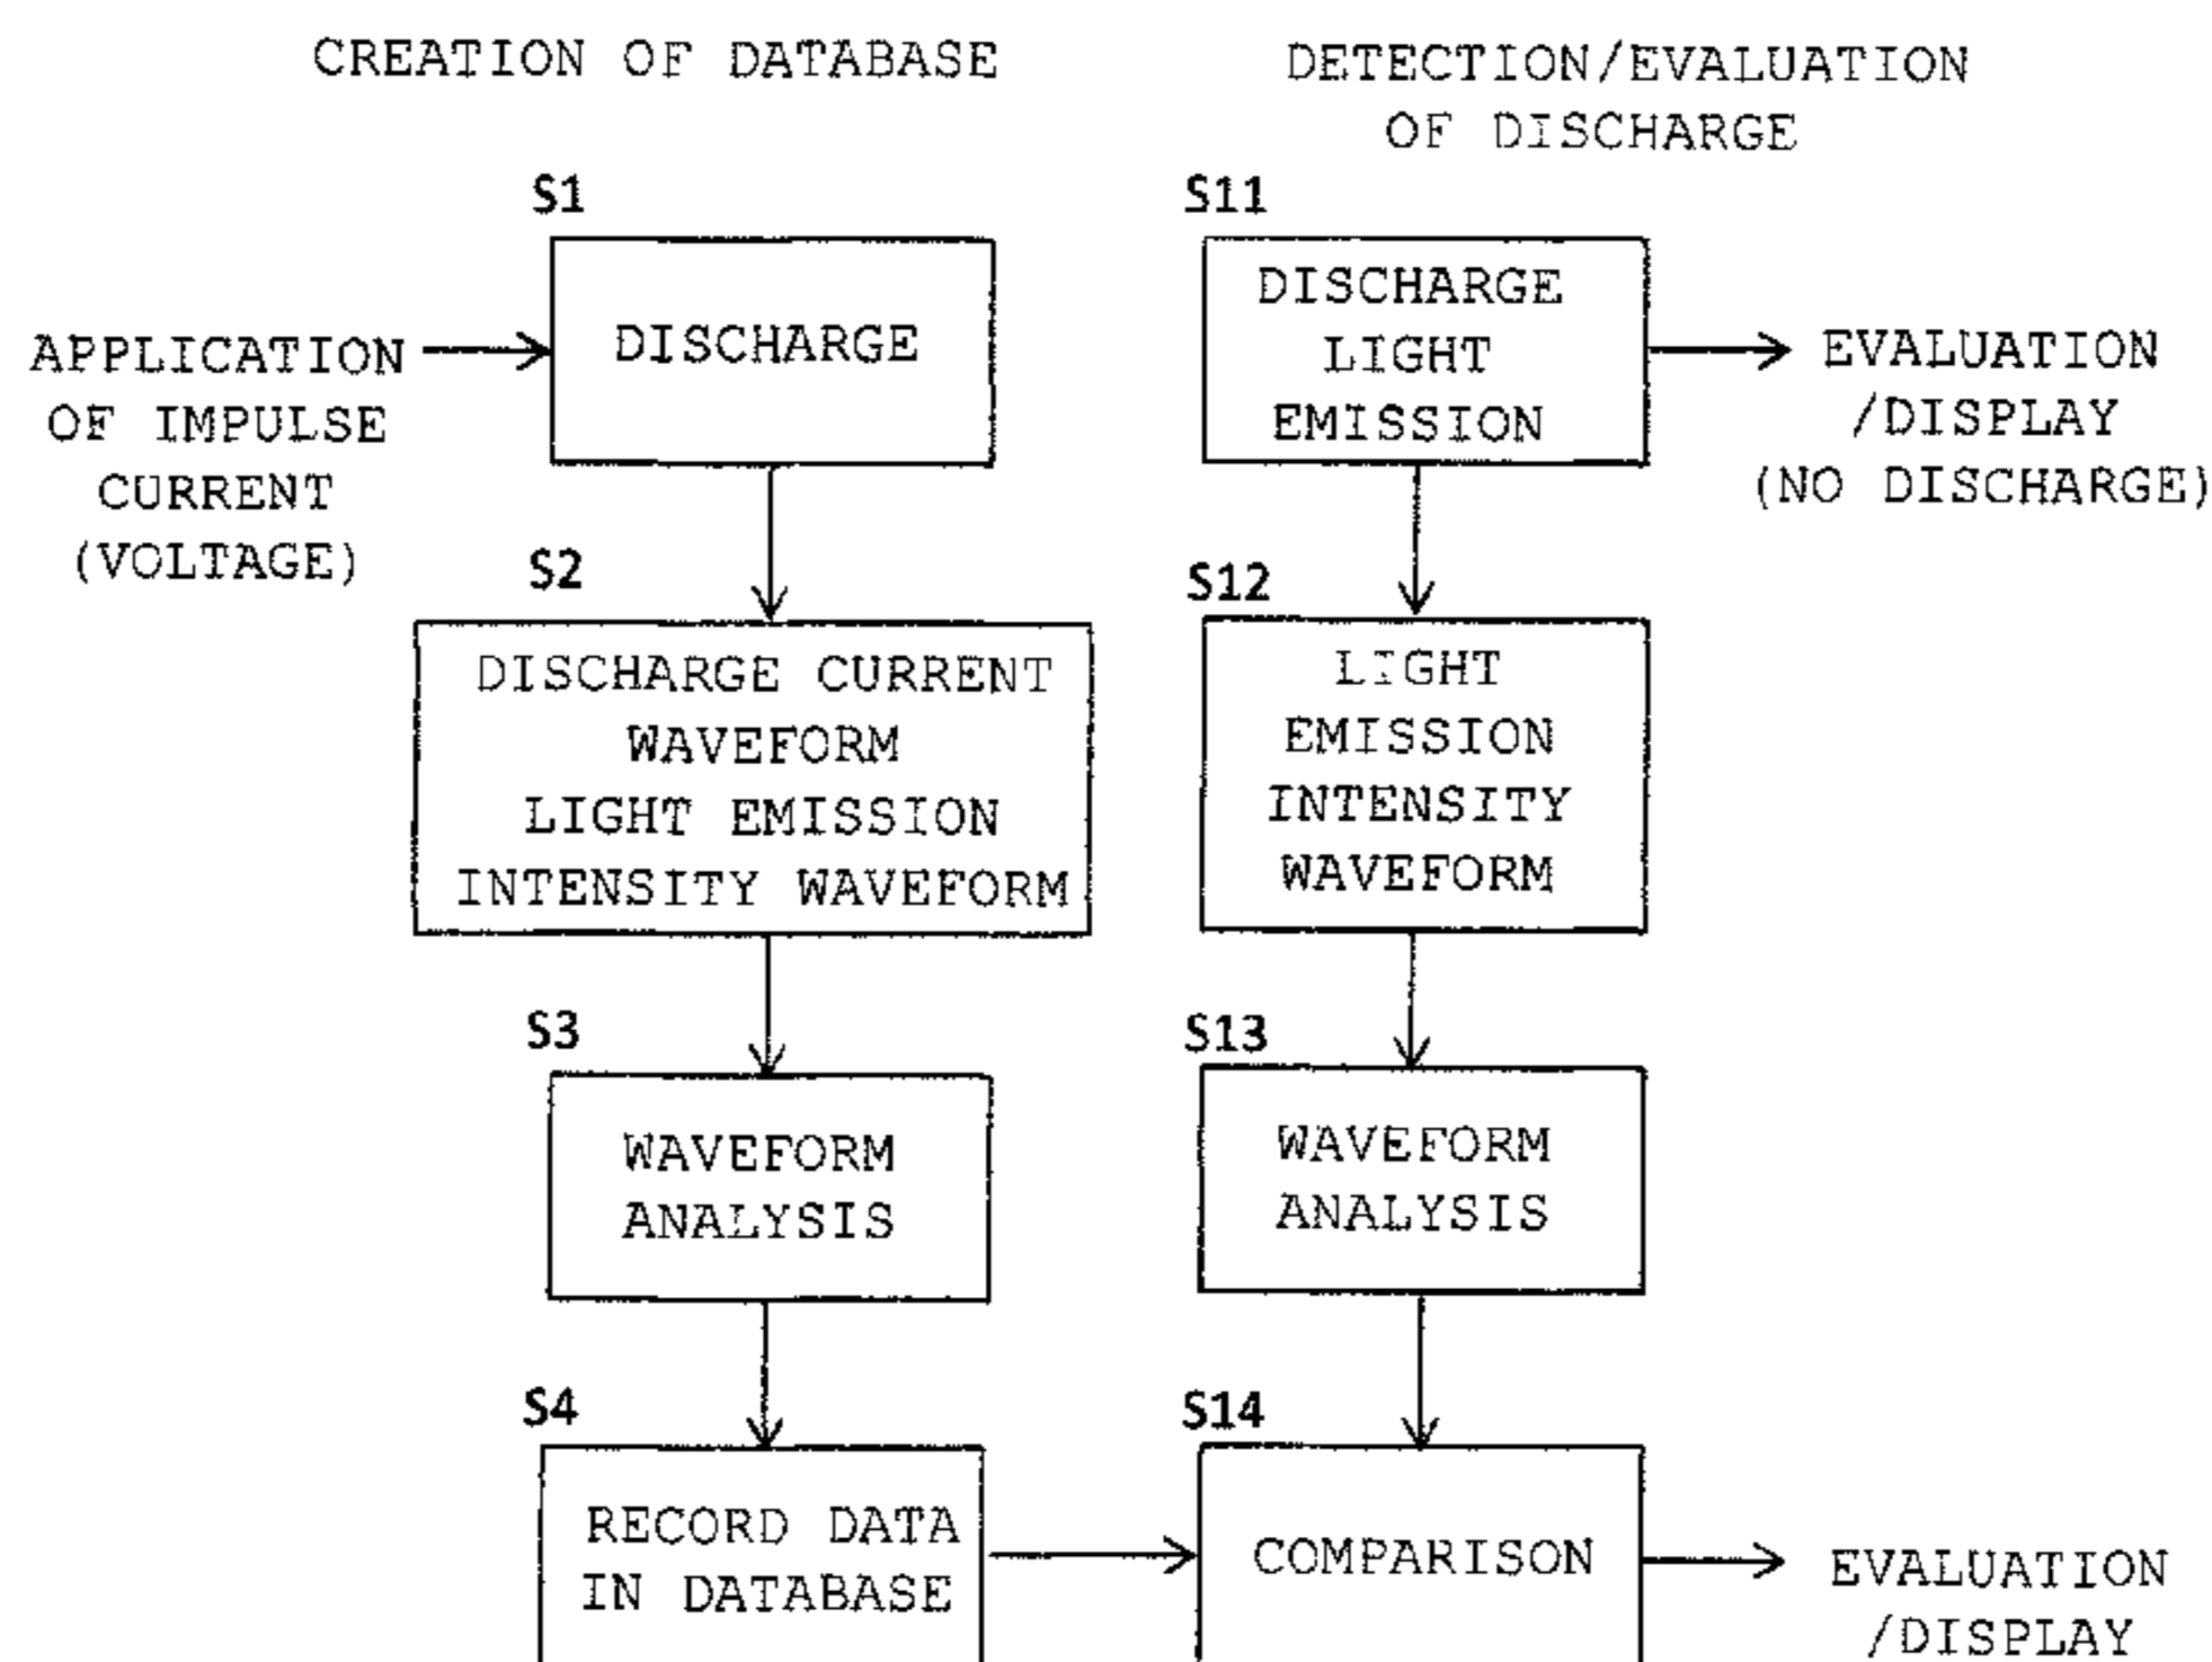 CREATION OF DATABASE
S1
APPLICATION
OF IMPULSE
CURRENT
(VOLTAGE)
DISCHARGE
S2
DISCHARGE CURRENT
WAVEFORM
LIGHT EMISSION
INTENSITY WAVEFORM
S3
WAVEFORM
ANALYSIS
S4
RECORD DATA
IN DATABASE
DETECTION/EVALUATION
OF DISCHARGE
S11
DISCHARGE
LIGHT
EMISSION
EVALUATION
/DISPLAY
(NO DISCHARGE)
S12
LIGHT
EMISSION
INTENSITY
WAVEFORM
S13
WAVEFORM
ANALYSIS
S14
COMPARISON
EVALUATION
/DISPLAY